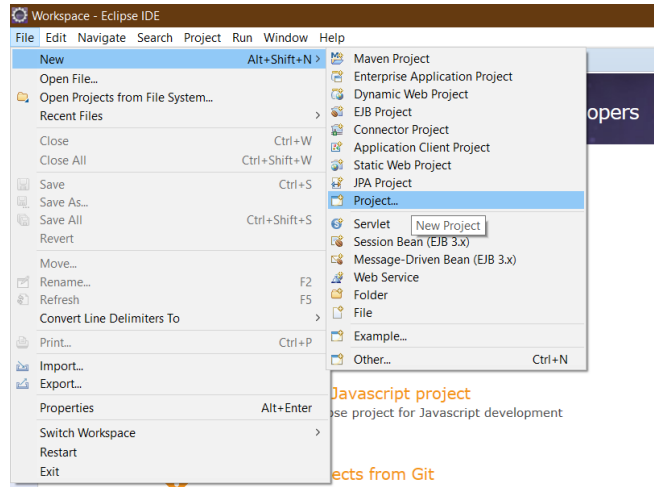 Workspace - Eclipse IDE
File Edit Navigate Search Project Run Window Help
New Alt+Shift+N >
Open File...
Open Projects from File System...
Recent Files >
Close Ctrl+W
Close All Ctrl+Shift+W
Save Ctrl+S
Save As...
Save All Ctrl+Shift+S
Revert
Move...
Rename... F2
Refresh F5
Convert Line Delimiters To >
Print... Ctrl+P
Import...
Export...
Properties Alt+Enter
Switch Workspace >
Restart
Exit
Maven Project
Enterprise Application Project
Dynamic Web Project
EJB Project
Connector Project
Application Client Project
Static Web Project
JPA Project
Project...
Servlet
New Project
Session Bean (EJB 3.x)
Message-Driven Bean (EJB 3.x)
Web Service
Folder
File
Example...
Other... Ctrl+N
opers
Javascript project
ose project for Javascript development
ects from Git